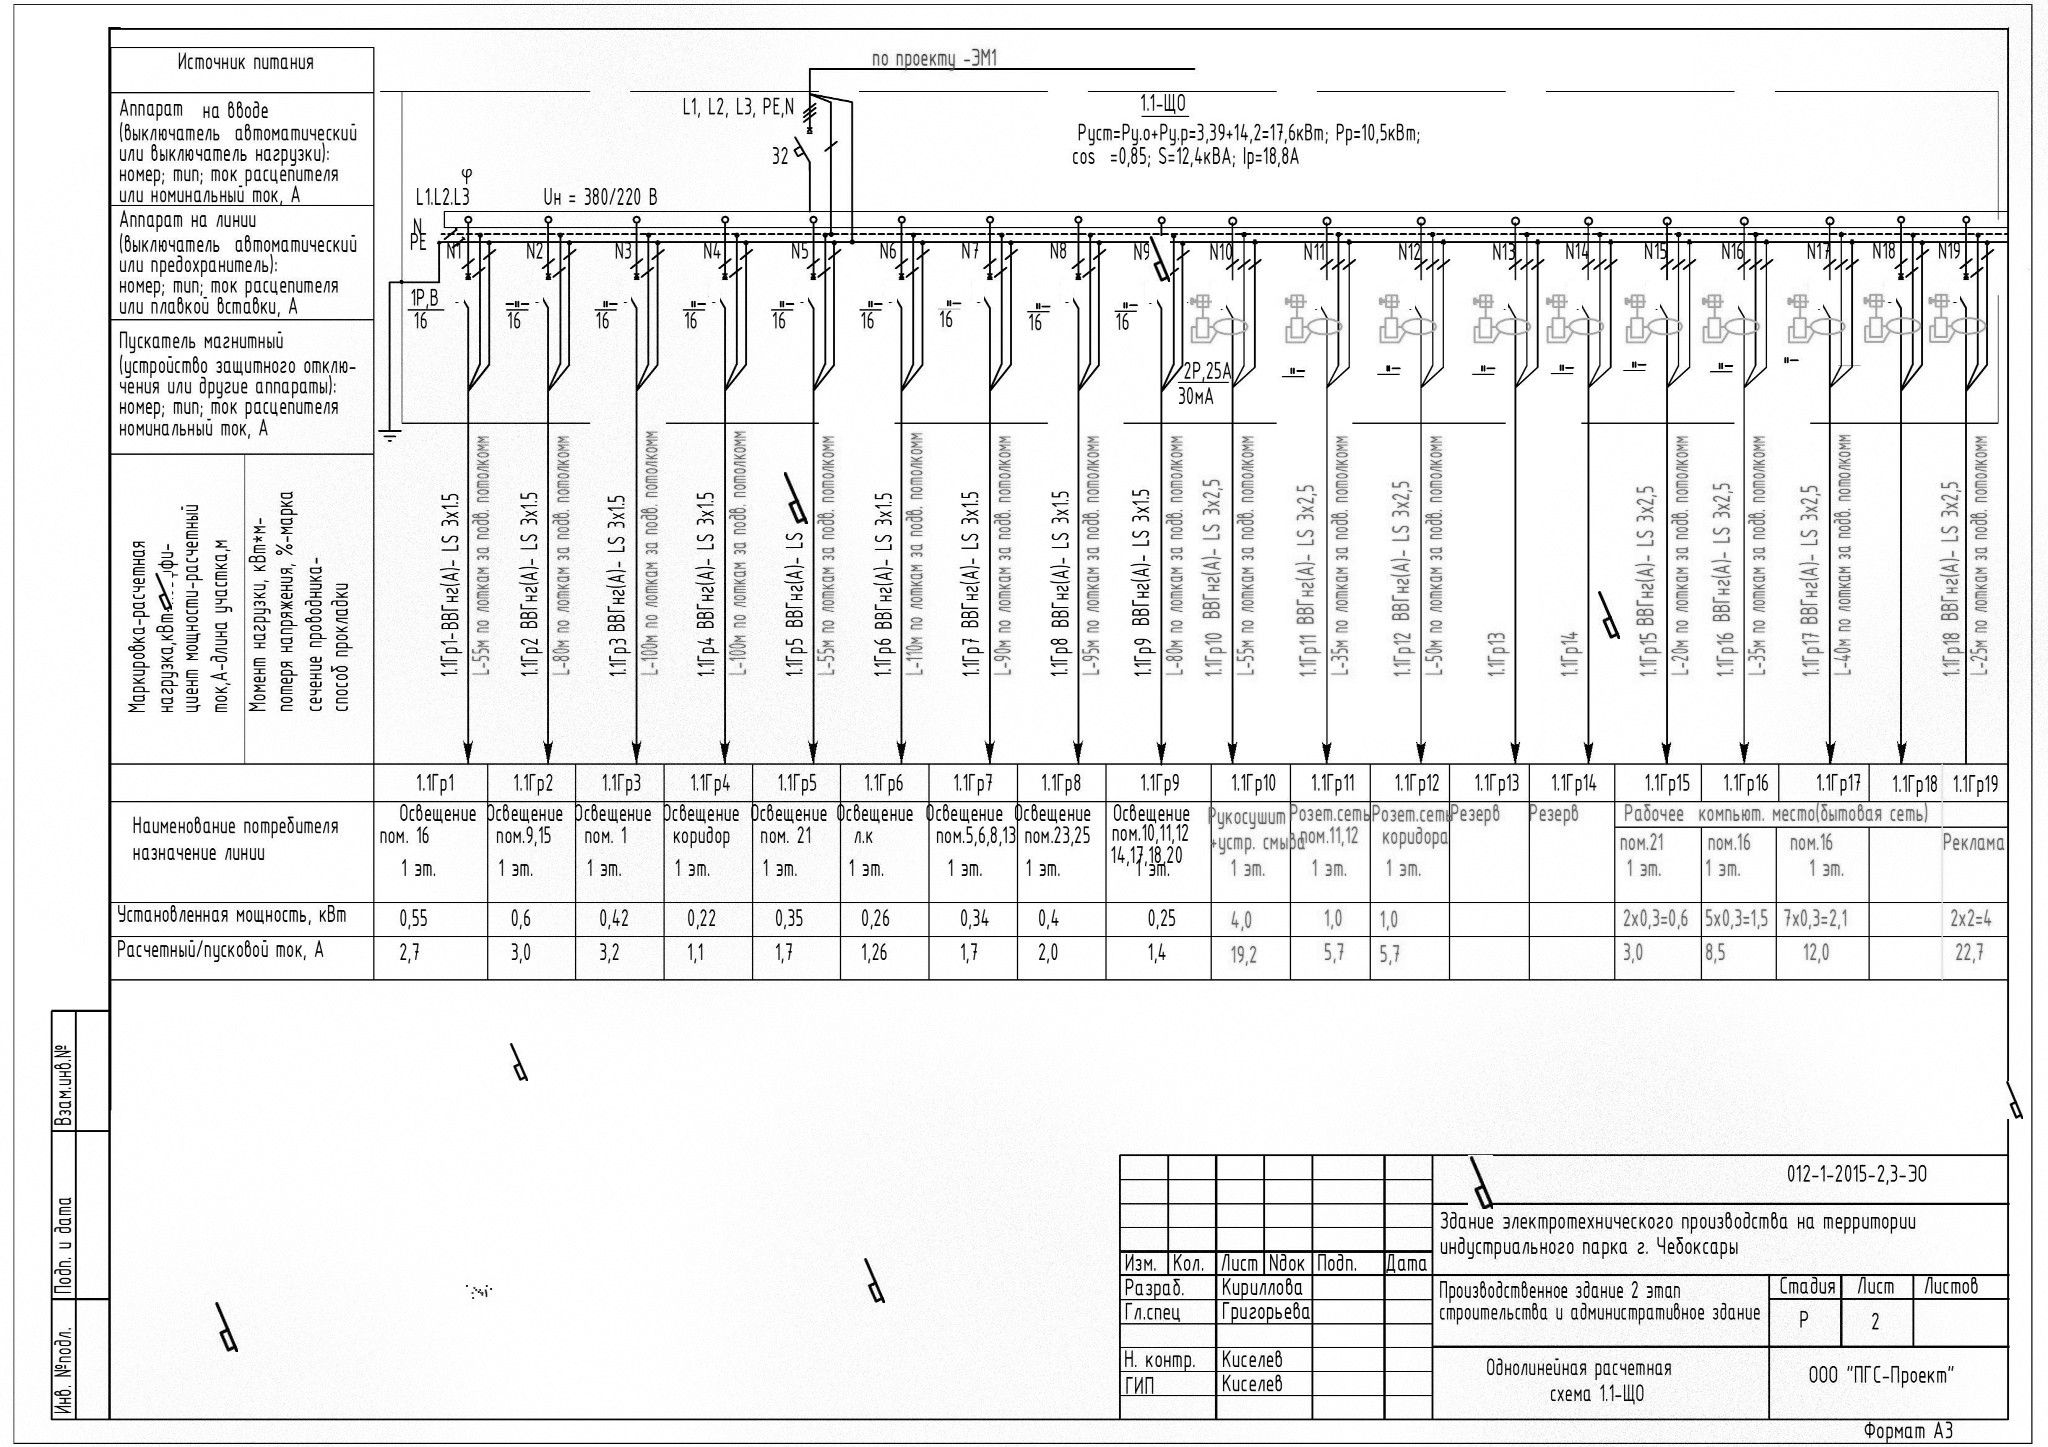 по проекту -ЭМ1
Источник питания
Аппарат на вводе
(выключатель автоматический
или выключатель нагрузки):
номер; тип; ток расцепителя
или номинальный ток, А
Аппарат на линии
(выключатель автоматический
или предохранитель):
номер; тип; ток расцепителя
или плавкой вставки, А
Пускатель магнитный
(устройство защитного отклю-
чения или другие аппараты):
номер; тип; ток расцепителя
номинальный ток, А
Маркировка-расчетная
нагрузка,кВт
циент мощности-расчетный
ток,А-длина участка,м
Момент нагрузки, кВт*м-
потеря напряжения, %-марка
сечение проводника-
способ прокладки
L1, L2, L3, PE,N
32
1.1-ЩО
Руст=Ру.о+Ру.р=3,39+14,2=17,6кВт; Рр=10,5кВт;
cos =0,85; S=12,4кВА; Iр=18,8А
φ
L1.L2.L3
Uн = 380/220 В
N
PE
N1 N2 N3 N4 N5 N6 N7 N8 N9 N10 N11 N12 N13 N14 N15 N16 N17 N18 N19
1Р,В
16
-"- 16
-"- 16
-"- 16
-"- 16
-"- 16
-"- 16
-"- 16
-"- 16
2Р,25А
30мА
-"- -"- -"- -"- -"- -"- -"-
1.1Гр1-ВВГнг(А)- LS 3х1.5
L-55м по лоткам за подв. потолкомм
1.1Гр2 ВВГнг(А)- LS 3х1.5
L-80м по лоткам за подв. потолкомм
1.1Гр3 ВВГнг(А)- LS 3х1.5
L-100м по лоткам за подв. потолкомм
1.1Гр4 ВВГнг(А)- LS 3х1.5
L-100м по лоткам за подв. потолкомм
1.1Гр5 ВВГнг(А)- LS 3х1.5
L-55м по лоткам за подв. потолкомм
1.1Гр6 ВВГнг(А)- LS 3х1.5
L-110м по лоткам за подв. потолкомм
1.1Гр7 ВВГнг(А)- LS 3х1.5
L-90м по лоткам за подв. потолкомм
1.1Гр8 ВВГнг(А)- LS 3х1.5
L-95м по лоткам за подв. потолкомм
1.1Гр9 ВВГнг(А)- LS 3х1.5
L-80м по лоткам за подв. потолкомм
1.1Гр10 ВВГнг(А)- LS 3х2,5
L-55м по лоткам за подв. потолкомм
1.1Гр11 ВВГнг(А)- LS 3х2,5
L-35м по лоткам за подв. потолкомм
1.1Гр12 ВВГнг(А)- LS 3х2,5
L-50м по лоткам за подв. потолкомм
1.1Гр13
1.1Гр14
1.1Гр15 ВВГнг(А)- LS 3х2,5
L-20м по лоткам за подв. потолкомм
1.1Гр16 ВВГнг(А)- LS 3х2,5
L-35м по лоткам за подв. потолкомм
1.1Гр17 ВВГнг(А)- LS 3х2,5
L-40м по лоткам за подв. потолкомм
1.1Гр18 ВВГнг(А)- LS 3х2,5
L-25м по лоткам за подв. потолкомм
1.1Гр1 1.1Гр2 1.1Гр3 1.1Гр4 1.1Гр5 1.1Гр6 1.1Гр7 1.1Гр8 1.1Гр9 1.1Гр10 1.1Гр11 1.1Гр12 1.1Гр13 1.1Гр14 1.1Гр15 1.1Гр16 1.1Гр17 1.1Гр18 1.1Гр19
Наименование потребителя
назначение линии
Освещение
пом. 16
1 эт.
Освещение
пом.9,15
1 эт.
Освещение
пом. 1
1 эт.
Освещение
коридор
1 эт.
Освещение
пом. 21
1 эт.
Освещение
л.к
1 эт.
Освещение
пом.5,6,8,13
1 эт.
Освещение
пом.23,25
1 эт.
Освещение
пом.10,11,12
14,17,18,20
1 эт.
Рукосушит
+устр. смыва
1 эт.
Розет.сеть
пом.11,12
1 эт.
Розет.сеть
коридора
1 эт.
Резерв
Резерв
Рабочее компьют. место(бытовая сеть)
пом.21
1 эт.
пом.16
1 эт.
пом.16
1 эт.
Реклама
Установленная мощность, кВт 0,55 0,6 0,42 0,22 0,35 0,26 0,34 0,4 0,25 4,0 1,0 1,0 2х0,3=0,6 5х0,3=1,5 7х0,3=2,1 2х2=4
Расчетный/пусковой ток, А 2,7 3,0 3,2 1,1 1,7 1,26 1,7 2,0 1,4 19,2 5,7 5,7 3,0 8,5 12,0 22,7
Взам.инв.№
Подп. и дата
Инв. №подл.
012-1-2015-2,3-ЭО
Здание электротехнического производства на территории
индустриального парка г. Чебоксары
Изм. Кол. Лист Nдок Подп. Дата
Разраб. Кириллова
Гл.спец Григорьева
Н. контр. Киселев
ГИП Киселев
Производственное здание 2 этап
строительства и административное здание
Стадия Лист Листов
Р 2
Однолинейная расчетная
схема 1.1-ЩО
ООО "ПГС-Проект"
Формат А3